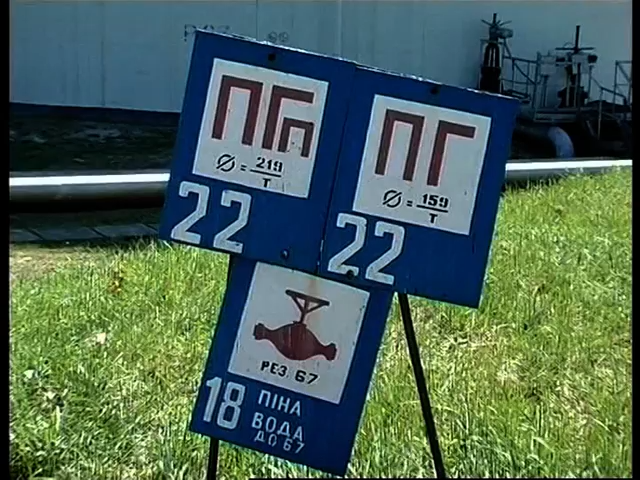 ПГп
Ø = 219/Т
22
ПГ
Ø = 159/Т
22
РЕЗ. 67
18 ПІНА
ВОДА
ДО 67